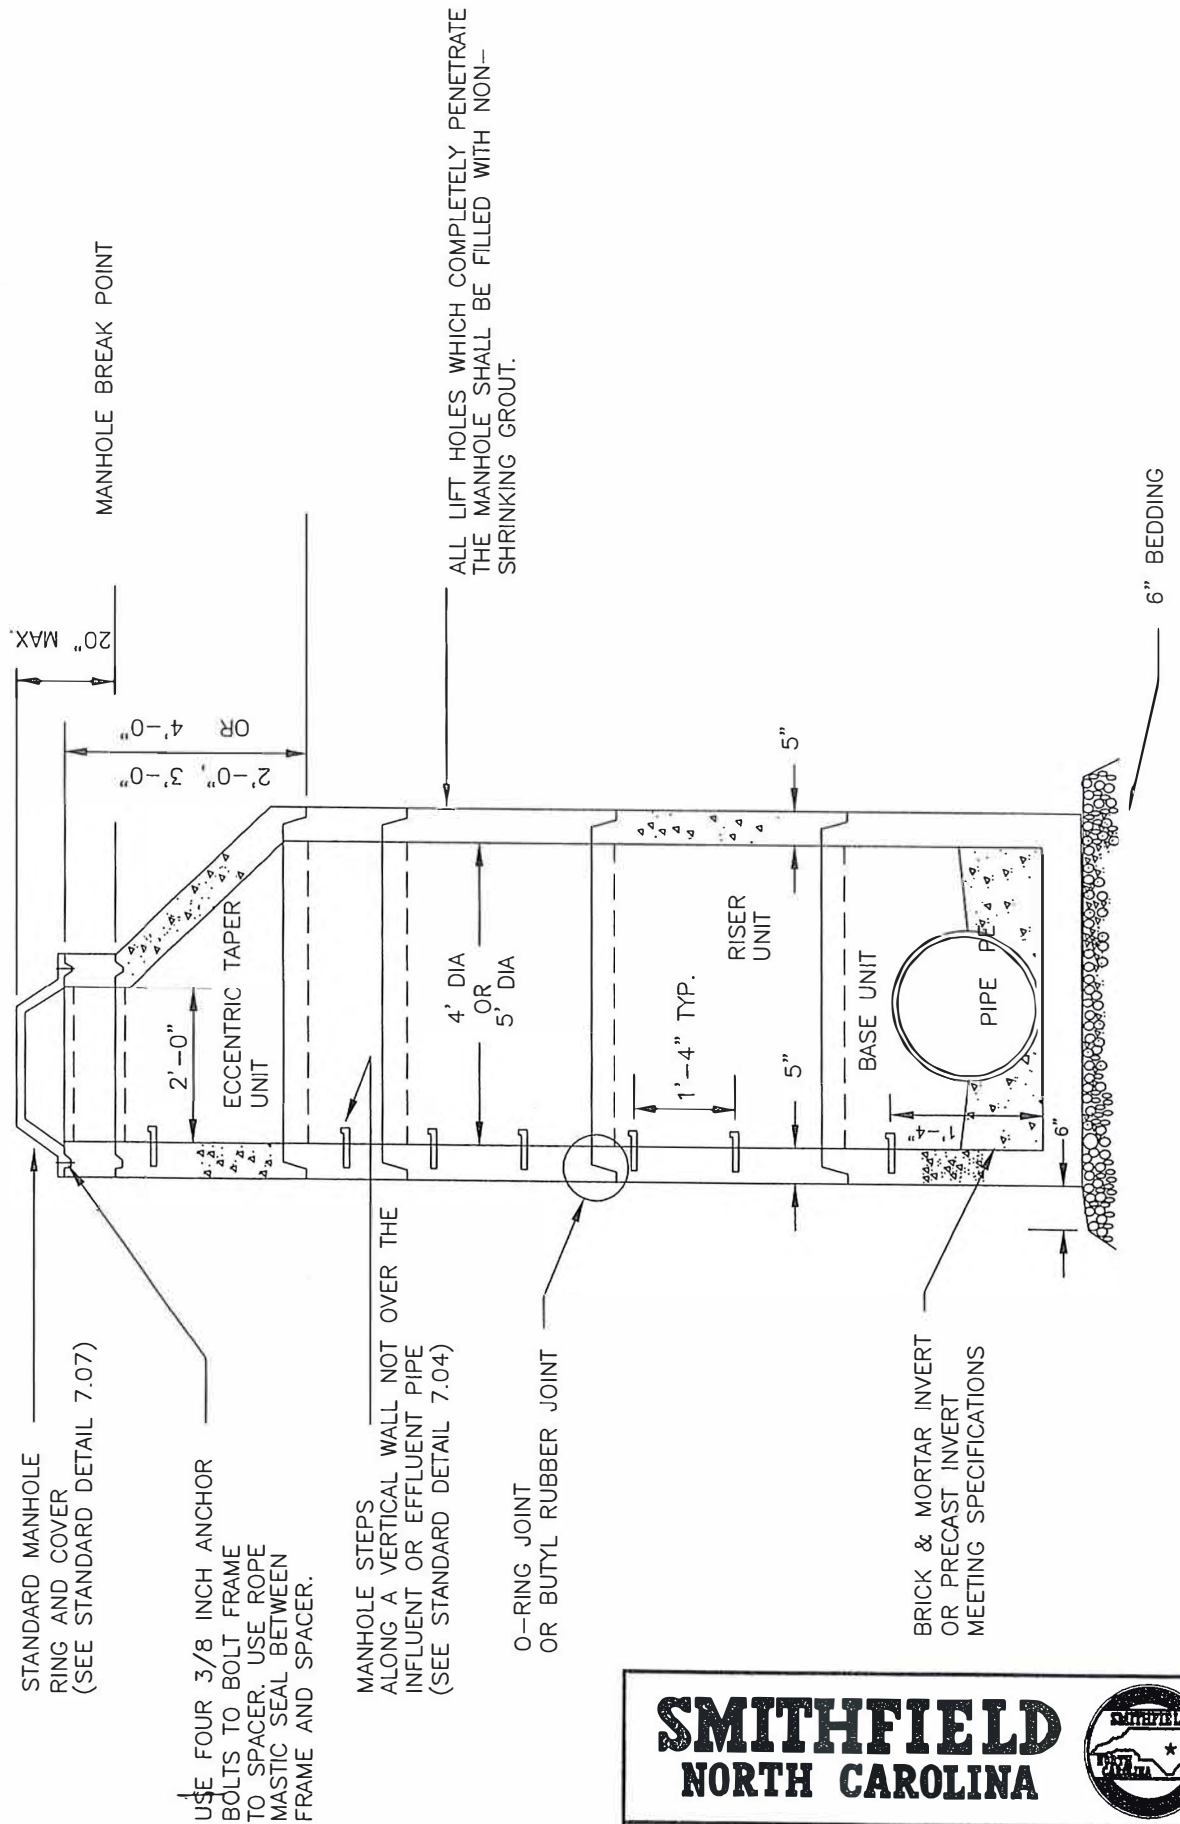 STANDARD MANHOLE
RING AND COVER
(SEE STANDARD DETAIL 7.07)
USE FOUR 3/8 INCH ANCHOR
BOLTS TO BOLT FRAME
TO SPACER. USE ROPE
MASTIC SEAL BETWEEN
FRAME AND SPACER.
MANHOLE STEPS
ALONG A VERTICAL WALL NOT OVER THE
INFLUENT OR EFFLUENT PIPE
(SEE STANDARD DETAIL 7.04)
O-RING JOINT
OR BUTYL RUBBER JOINT
BRICK & MORTAR INVERT
OR PRECAST INVERT
MEETING SPECIFICATIONS
2'-0"
ECCENTRIC TAPER
UNIT
4' DIA
OR
5' DIA
1'-4" TYP.
RISER
UNIT
5"
5"
BASE UNIT
PIPE
1'-4"
6"
20" MAX.
2'-0", 3'-0"
OR 4'-0"
MANHOLE BREAK POINT
ALL LIFT HOLES WHICH COMPLETELY PENETRATE
THE MANHOLE SHALL BE FILLED WITH NON-
SHRINKING GROUT.
6" BEDDING
SMITHFIELD
NORTH CAROLINA
SMITHFIEL
NORTH
CAROLINA